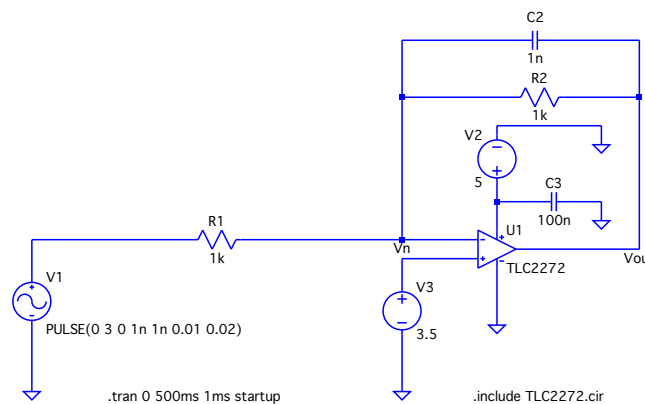 C2
1n
R2
1k
V2
5
C3
100n
R1
1k
Vn
U1
TLC2272
Vou
V1
V3
PULSE(0 3 0 1n 1n 0.01 0.02)
3.5
.tran 0 500ms 1ms startup
.include TLC2272.cir